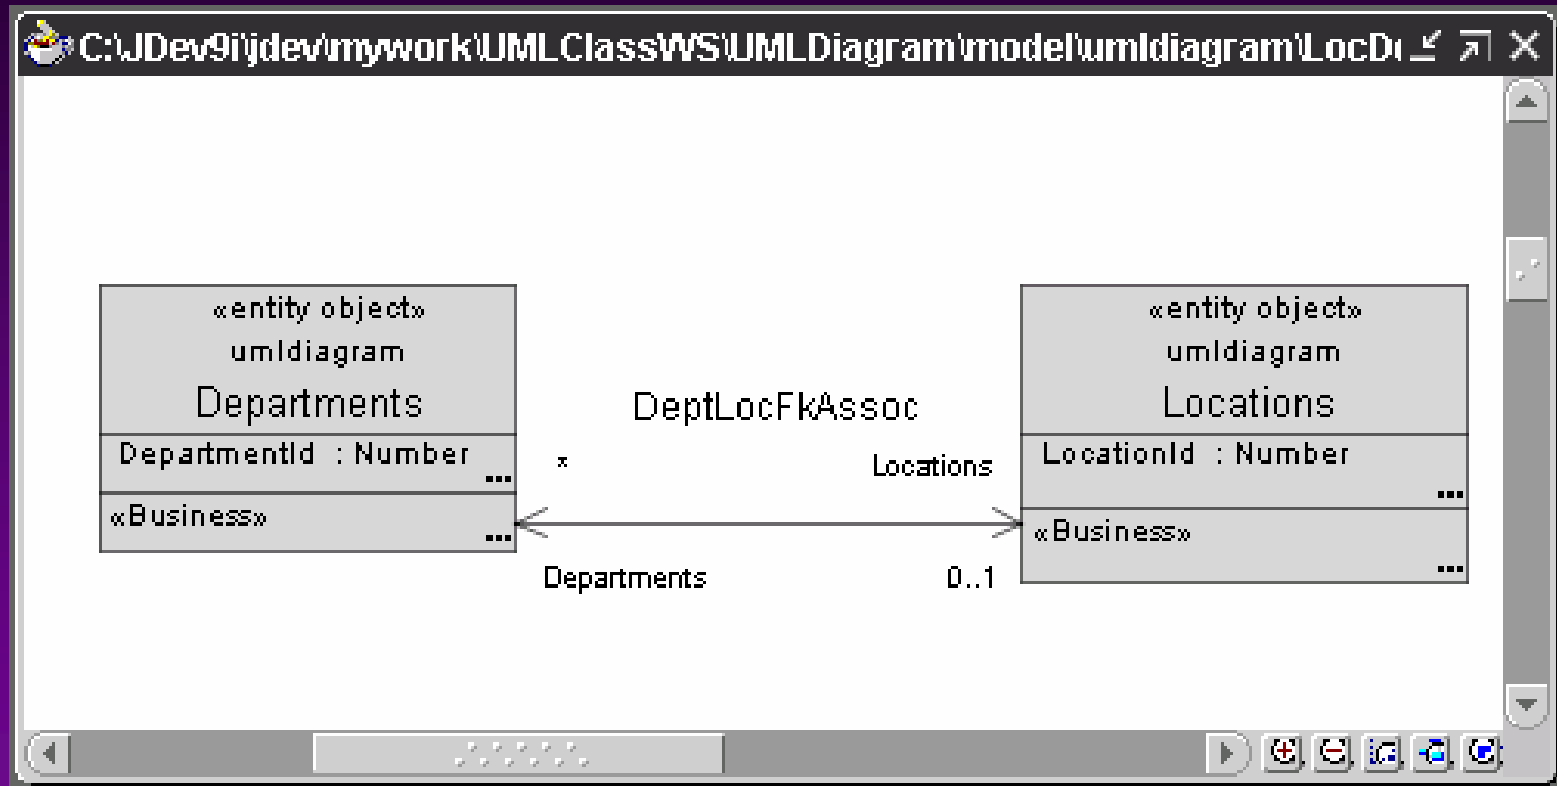 C:\JDev9i\jdev\mywork\UMLClassWS\UMLDiagram\model\umldiagram\LocD
«entity object»
umldiagram
Departments
DepartmentId : Number
...
«Business»
...
DeptLocFkAssoc
*
Locations
Departments
0..1
«entity object»
umldiagram
Locations
LocationId : Number
...
«Business»
...